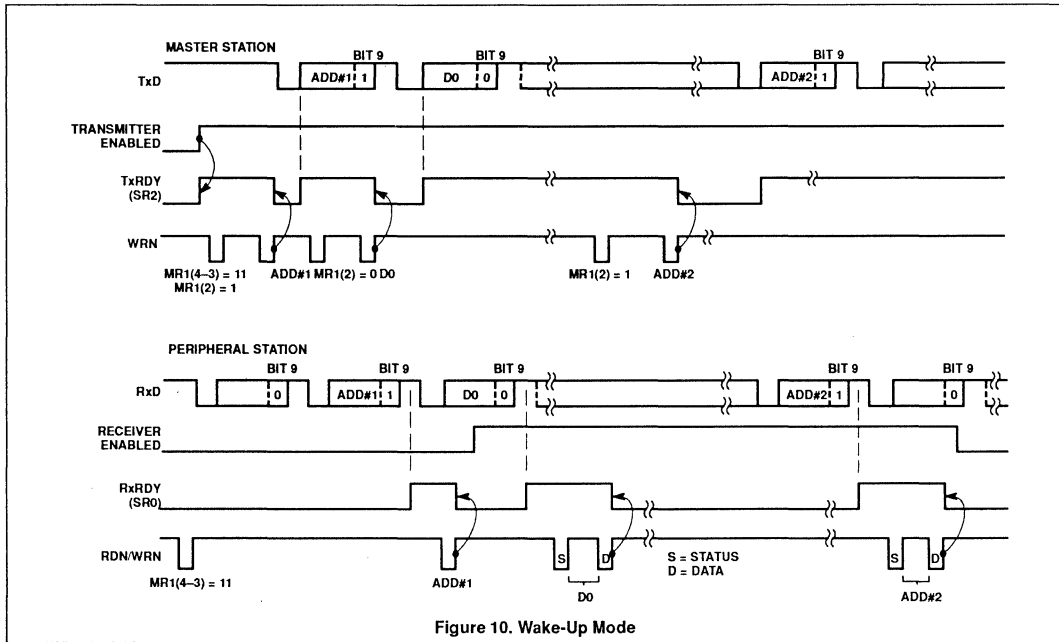 MASTER STATION
BIT 9 BIT 9 BIT 9
TxD ADD#1 1 D0 0 ADD#2 1
TRANSMITTER
ENABLED
TxRDY
(SR2)
WRN
MR1(4–3) = 11 ADD#1 MR1(2) = 0 D0 MR1(2) = 1 ADD#2
MR1(2) = 1
PERIPHERAL STATION
BIT 9 BIT 9 BIT 9 BIT 9 BIT 9
RxD 0 ADD#1 1 D0 0 ADD#2 1 0
RECEIVER
ENABLED
RxRDY
(SR0)
RDN/WRN S D S = STATUS S D
D = DATA
MR1(4–3) = 11 ADD#1 D0 ADD#2
Figure 10. Wake-Up Mode